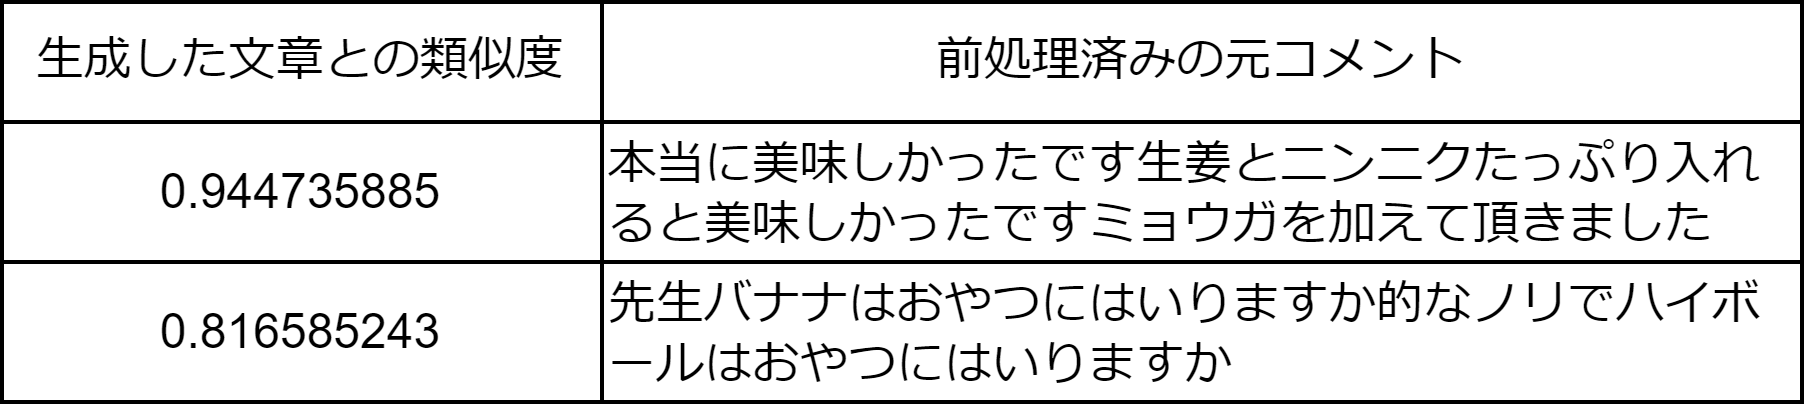 生成した文章との類似度
前処理済みの元コメント
0.944735885
本当に美味しかったです生姜とニンニクたっぷり入れ
ると美味しかったですミョウガを加えて頂きました
0.816585243
先生バナナはおやつにはいりますか的なノリでハイボ
ールはおやつにはいりますか